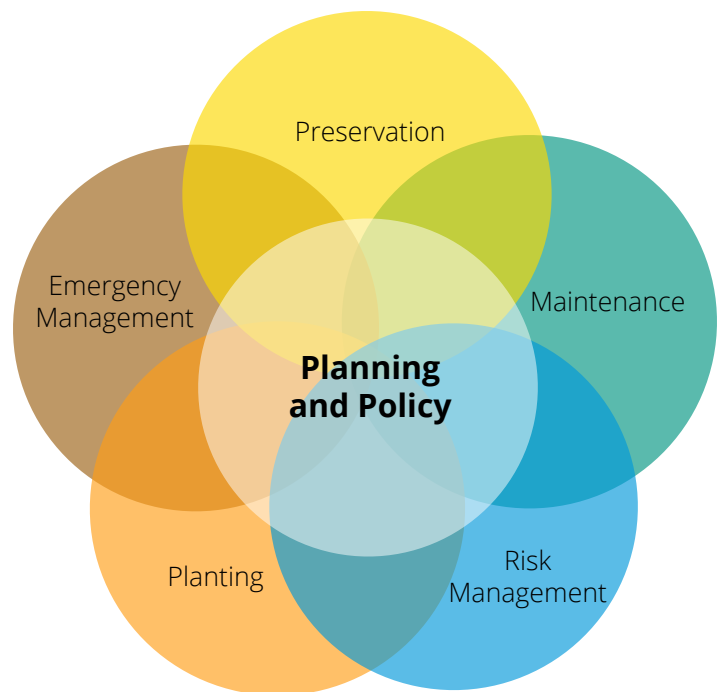 Preservation
Emergency
Management
Maintenance
Planning
and Policy
Planting
Risk
Management